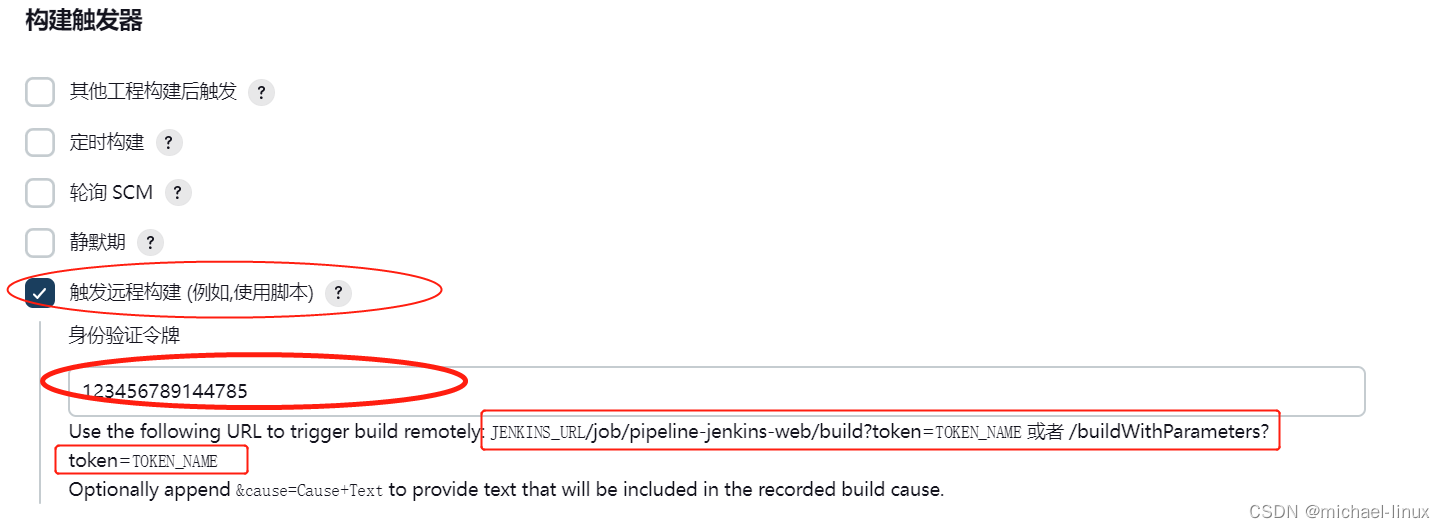 构建触发器
其他工程构建后触发 ?
定时构建 ?
轮询 SCM ?
静默期 ?
触发远程构建 (例如,使用脚本) ?
身份验证令牌
123456789144785
Use the following URL to trigger build remotely: JENKINS_URL/job/pipeline-jenkins-web/build?token=TOKEN_NAME 或者 /buildWithParameters?
token=TOKEN_NAME
Optionally append &cause=Cause+Text to provide text that will be included in the recorded build cause.
CSDN @michael-linux